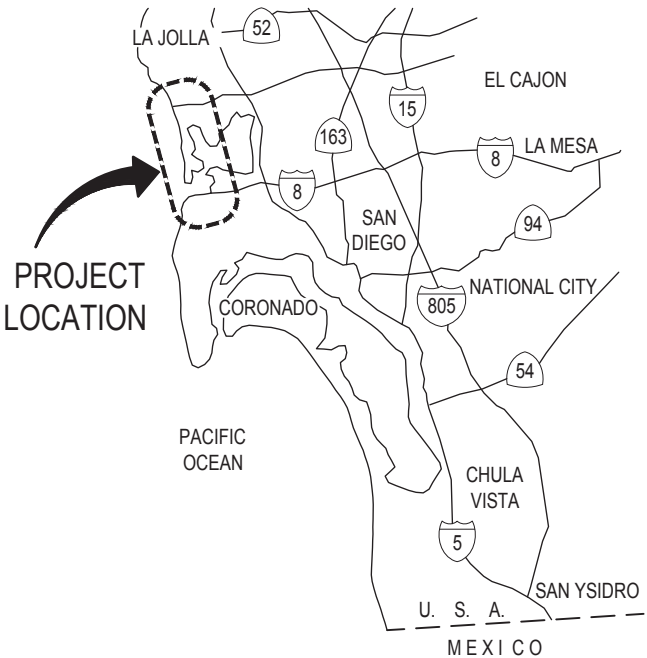 LA JOLLA
52
EL CAJON
15
163
LA MESA
8
8
SAN
DIEGO
94
PROJECT
LOCATION
CORONADO
NATIONAL CITY
805
54
PACIFIC
OCEAN
CHULA
VISTA
5
SAN YSIDRO
U. S. A.
MEXICO